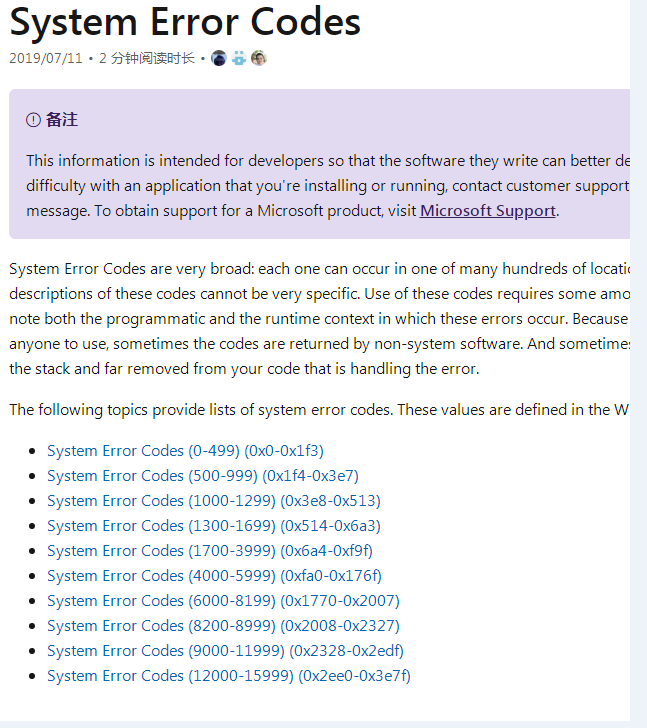 System Error Codes
2019/07/11 • 2 分钟阅读时长 •
备注
This information is intended for developers so that the software they write can better de
difficulty with an application that you're installing or running, contact customer support
message. To obtain support for a Microsoft product, visit Microsoft Support.
System Error Codes are very broad: each one can occur in one of many hundreds of locatio
descriptions of these codes cannot be very specific. Use of these codes requires some amo
note both the programmatic and the runtime context in which these errors occur. Because
anyone to use, sometimes the codes are returned by non-system software. And sometimes
the stack and far removed from your code that is handling the error.
The following topics provide lists of system error codes. These values are defined in the W
• System Error Codes (0-499) (0x0-0x1f3)
• System Error Codes (500-999) (0x1f4-0x3e7)
• System Error Codes (1000-1299) (0x3e8-0x513)
• System Error Codes (1300-1699) (0x514-0x6a3)
• System Error Codes (1700-3999) (0x6a4-0xf9f)
• System Error Codes (4000-5999) (0xfa0-0x176f)
• System Error Codes (6000-8199) (0x1770-0x2007)
• System Error Codes (8200-8999) (0x2008-0x2327)
• System Error Codes (9000-11999) (0x2328-0x2edf)
• System Error Codes (12000-15999) (0x2ee0-0x3e7f)